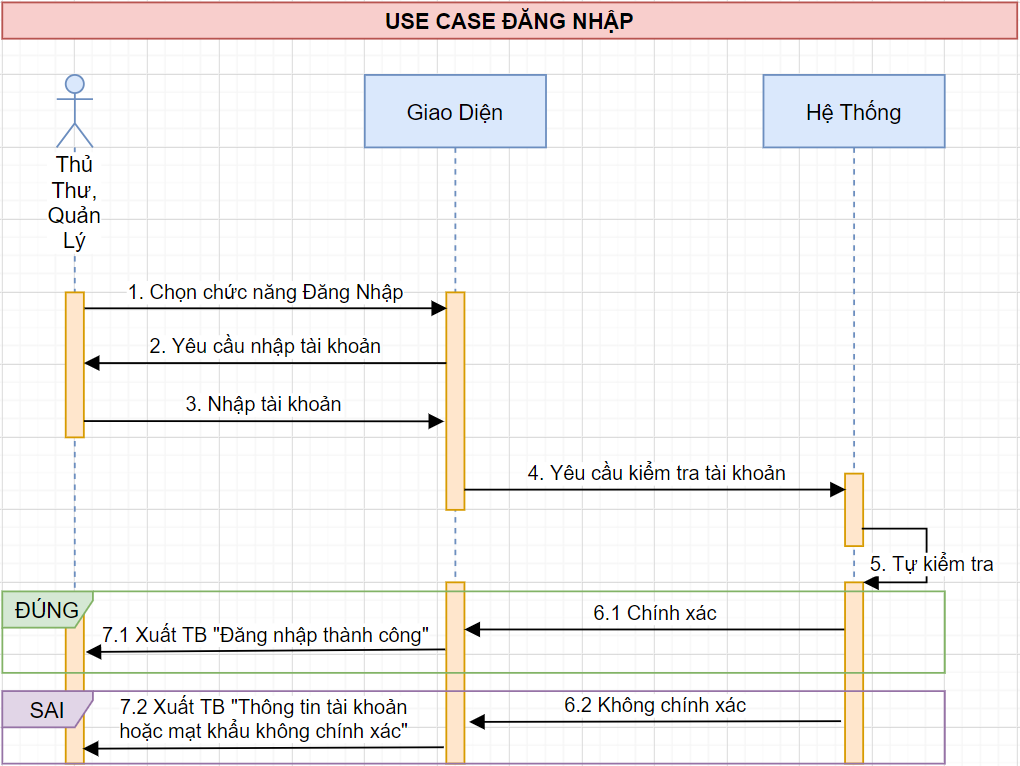 USE CASE ĐĂNG NHẬP
Giao Diện
Hệ Thống
Thủ
Thư,
Quản
Lý
1. Chọn chức năng Đăng Nhập
2. Yêu cầu nhập tài khoản
3. Nhập tài khoản
4. Yêu cầu kiểm tra tài khoản
5. Tự kiểm tra
ĐÚNG
6.1 Chính xác
7.1 Xuất TB "Đăng nhập thành công"
SAI
6.2 Không chính xác
7.2 Xuất TB "Thông tin tài khoản
hoặc mạt khẩu không chính xác"